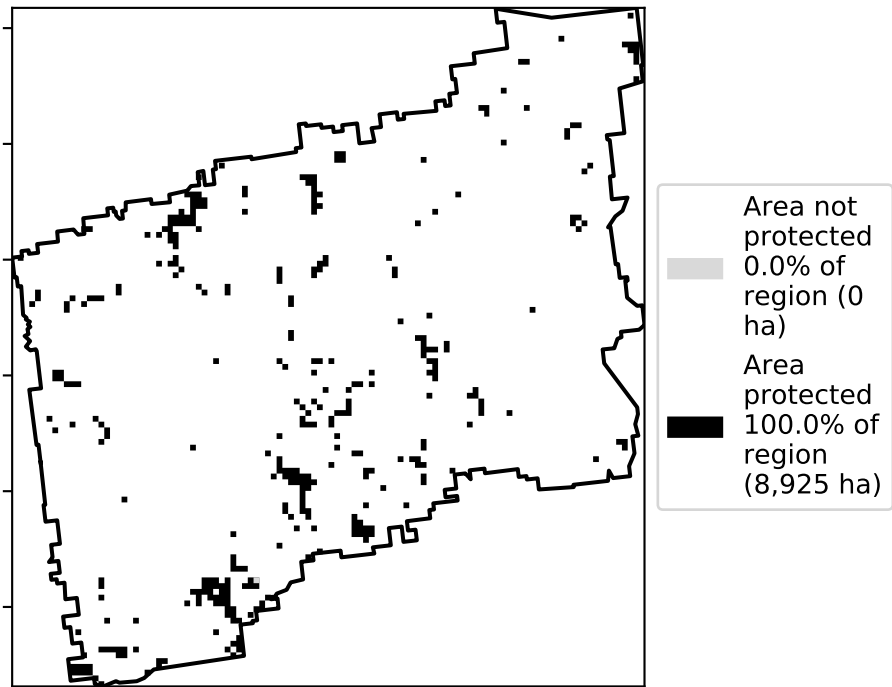 Area not
protected
0.0% of
region (0
ha)
Area
protected
100.0% of
region
(8,925 ha)